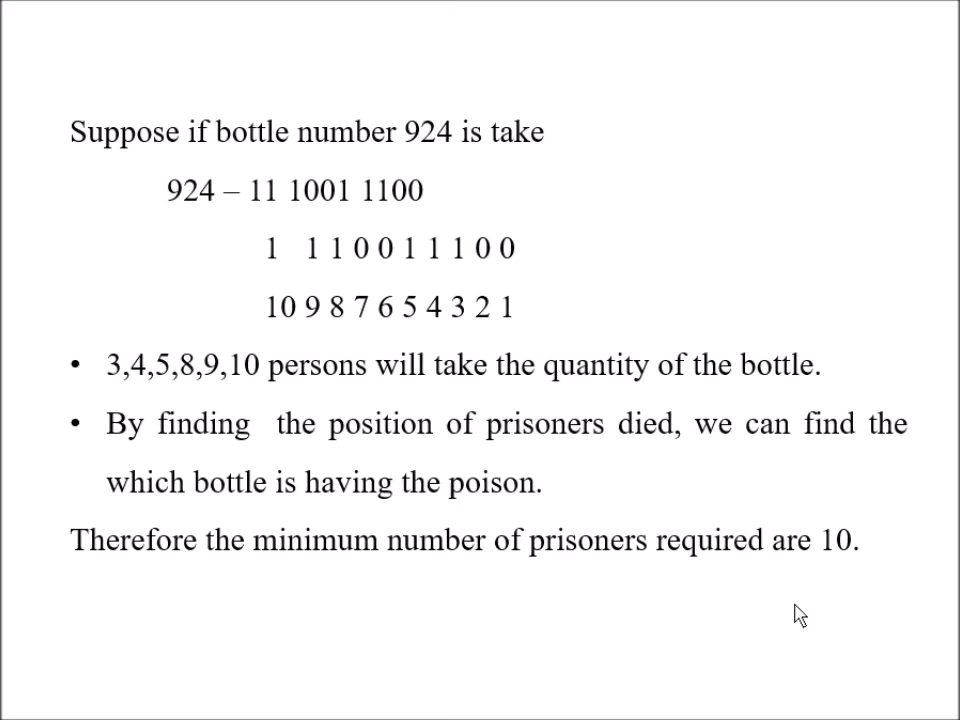 Suppose if bottle number 924 is take
924 – 11 1001 1100
1 1 1 0 0 1 1 1 0 0
10 9 8 7 6 5 4 3 2 1
• 3,4,5,8,9,10 persons will take the quantity of the bottle.
• By finding the position of prisoners died, we can find the
which bottle is having the poison.
Therefore the minimum number of prisoners required are 10.